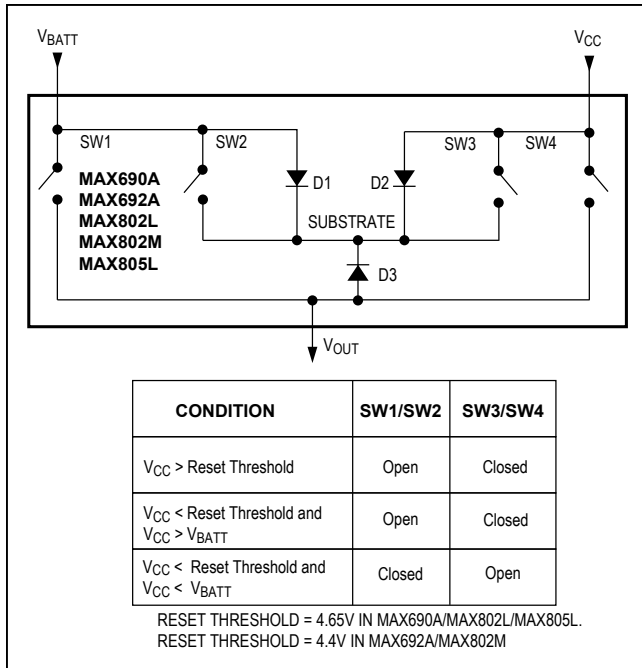 VBATT
VCC
SW1
SW2
SW3
SW4
MAX690A
MAX692A
MAX802L
MAX802M
MAX805L
D1
D2
SUBSTRATE
D3
VOUT
CONDITION SW1/SW2 SW3/SW4
VCC > Reset Threshold Open Closed
VCC < Reset Threshold and
VCC > VBATT Open Closed
VCC < Reset Threshold and
VCC < VBATT Closed Open
RESET THRESHOLD = 4.65V IN MAX690A/MAX802L/MAX805L.
RESET THRESHOLD = 4.4V IN MAX692A/MAX802M